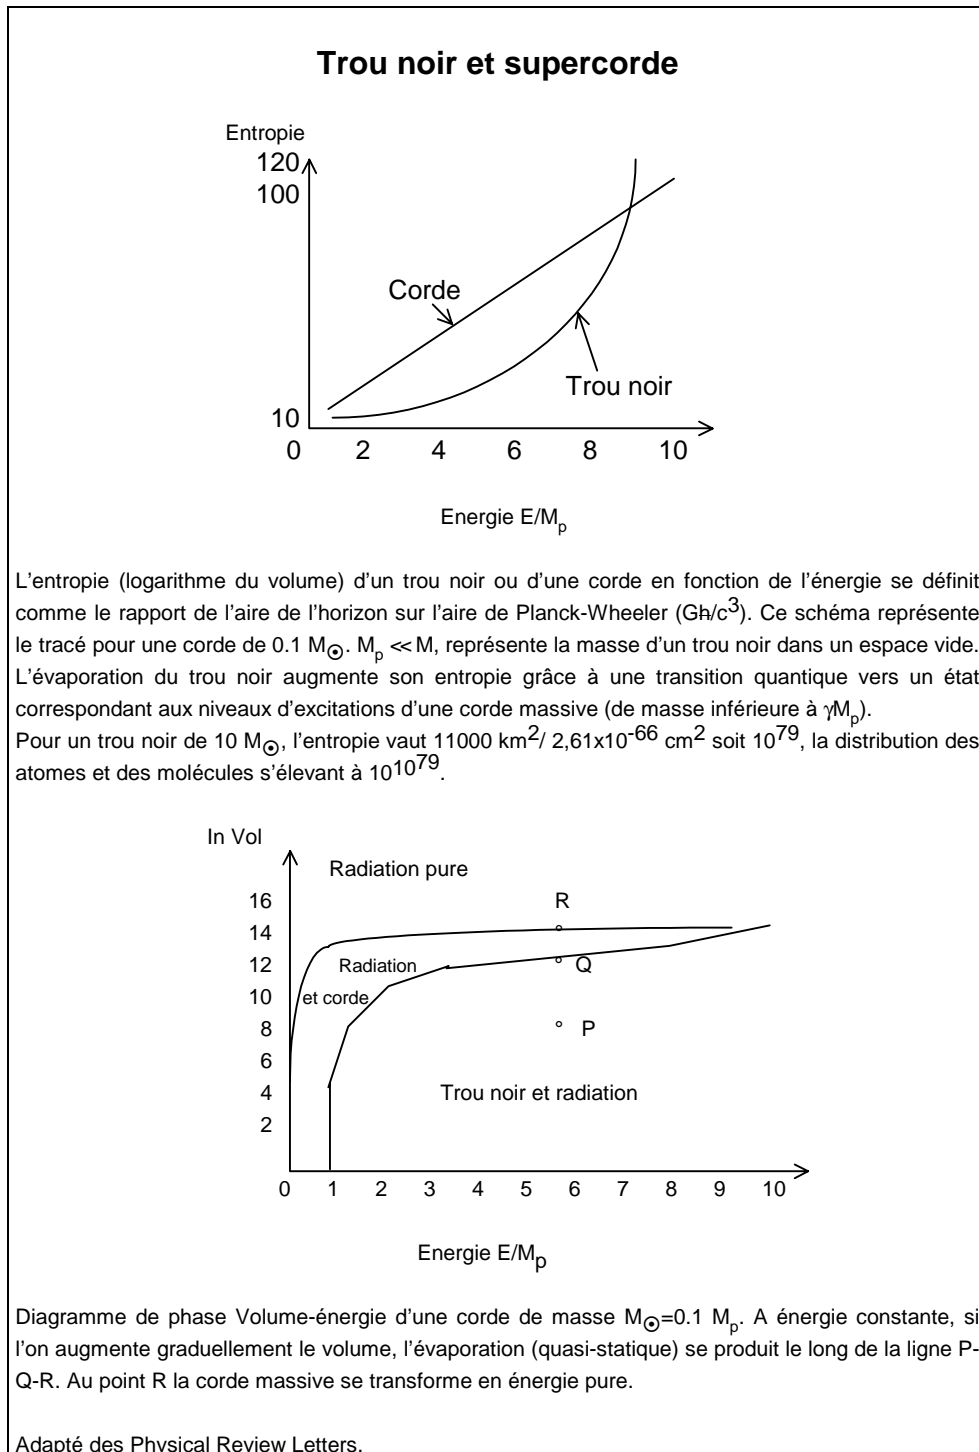 Trou noir et supercorde
Entropie
120
100
Corde
Trou noir
10
0 2 4 6 8 10
Energie E/Mp
L'entropie (logarithme du volume) d'un trou noir ou d'une corde en fonction de l'énergie se définit
comme le rapport de l'aire de l'horizon sur l'aire de Planck-Wheeler (Għ/c³). Ce schéma représente
le tracé pour une corde de 0.1 M☉. Mp << M, représente la masse d'un trou noir dans un espace vide.
L'évaporation du trou noir augmente son entropie grâce à une transition quantique vers un état
correspondant aux niveaux d'excitations d'une corde massive (de masse inférieure à γMp).
Pour un trou noir de 10 M☉, l'entropie vaut 11000 km²/ 2,61x10⁻⁶⁶ cm² soit 10⁷⁹, la distribution des
atomes et des molécules s'élevant à 10^10^79.
In Vol
Radiation pure
16
R
14
12
Radiation
Q
10
et corde
8
P
6
4
Trou noir et radiation
2
0 1 2 3 4 5 6 7 8 9 10
Energie E/Mp
Diagramme de phase Volume-énergie d'une corde de masse M☉=0.1 Mp. A énergie constante, si
l'on augmente graduellement le volume, l'évaporation (quasi-statique) se produit le long de la ligne P-
Q-R. Au point R la corde massive se transforme en énergie pure.
Adapté des Physical Review Letters.